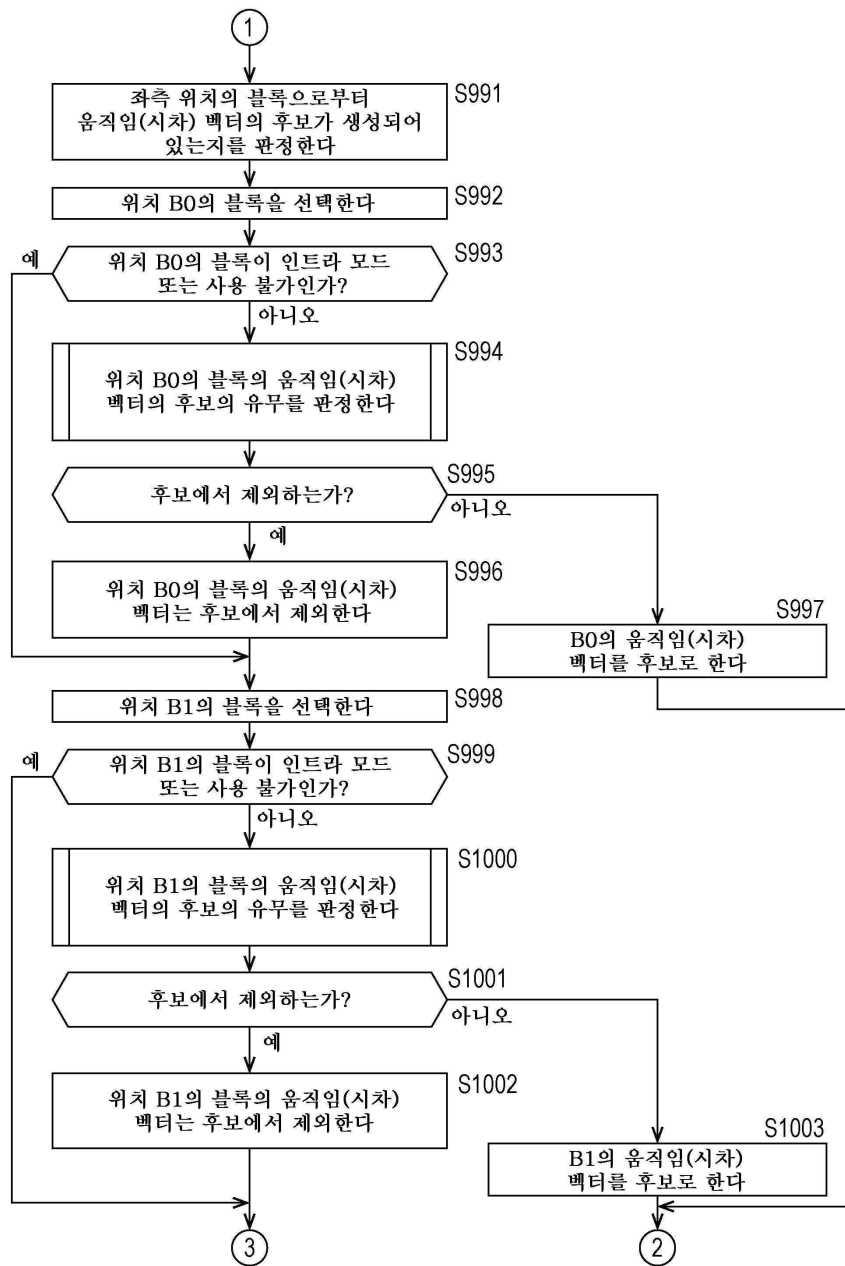 1
좌측 위치의 블록으로부터
움직임(시차) 벡터의 후보가 생성되어
있는지를 판정한다
S991
위치 B0의 블록을 선택한다
S992
예
위치 B0의 블록이 인트라 모드
또는 사용 불가인가?
S993
아니오
위치 B0의 블록의 움직임(시차)
벡터의 후보의 유무를 판정한다
S994
후보에서 제외하는가?
S995
아니오
예
위치 B0의 블록의 움직임(시차)
벡터는 후보에서 제외한다
S996
S997
B0의 움직임(시차)
벡터를 후보로 한다
위치 B1의 블록을 선택한다
S998
예
위치 B1의 블록이 인트라 모드
또는 사용 불가인가?
S999
아니오
위치 B1의 블록의 움직임(시차)
벡터의 후보의 유무를 판정한다
S1000
후보에서 제외하는가?
S1001
아니오
예
위치 B1의 블록의 움직임(시차)
벡터는 후보에서 제외한다
S1002
S1003
B1의 움직임(시차)
벡터를 후보로 한다
3
2